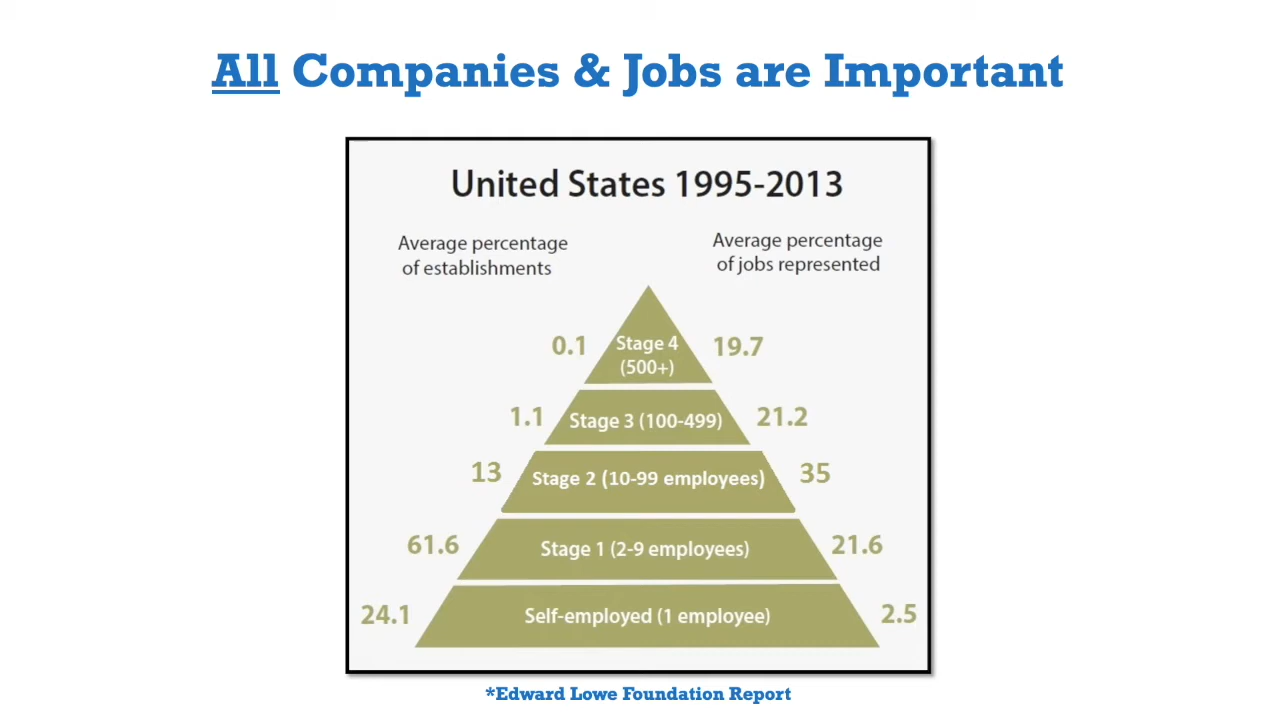 All Companies & Jobs are Important
United States 1995-2013
Average percentage
of establishments
Average percentage
of jobs represented
0.1
Stage 4
(500+)
19.7
1.1
Stage 3 (100-499)
21.2
13
Stage 2 (10-99 employees)
35
61.6
Stage 1 (2-9 employees)
21.6
24.1
Self-employed (1 employee)
2.5
*Edward Lowe Foundation Report